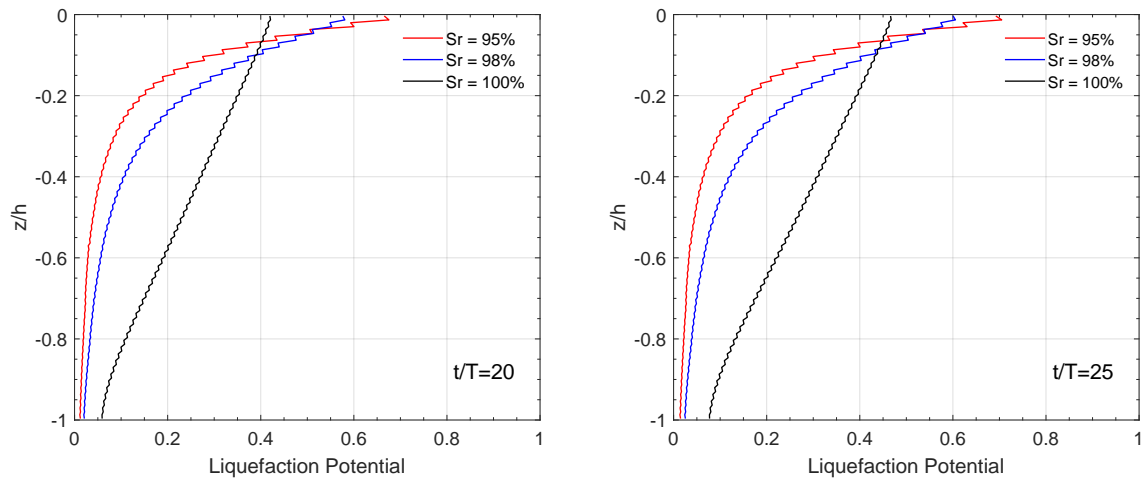 0
-0.2
-0.4
-0.6
-0.8
-1
z/h
Sr = 95%
Sr = 98%
Sr = 100%
t/T=20
0 0.2 0.4 0.6 0.8 1
Liquefaction Potential
0
-0.2
-0.4
-0.6
-0.8
-1
z/h
Sr = 95%
Sr = 98%
Sr = 100%
t/T=25
0 0.2 0.4 0.6 0.8 1
Liquefaction Potential